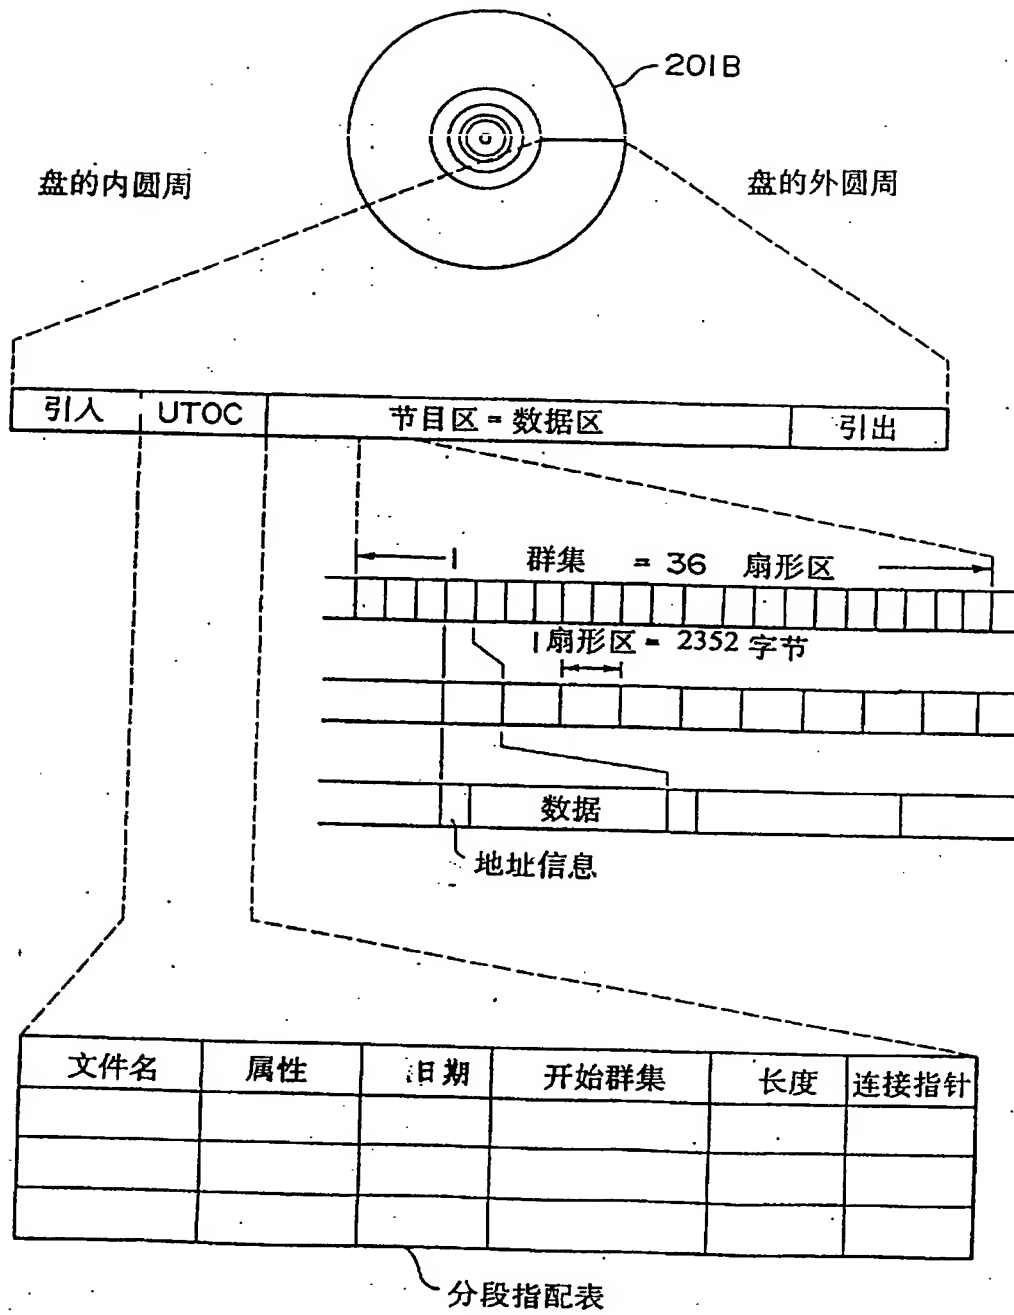 201B
盘的内圆周
盘的外圆周
引入 UTOC 节目区=数据区 引出
1 群集 = 36 扇形区
1扇形区= 2352 字节
数据
地址信息
文件名 属性 日期 开始群集 长度 连接指针
分段指配表